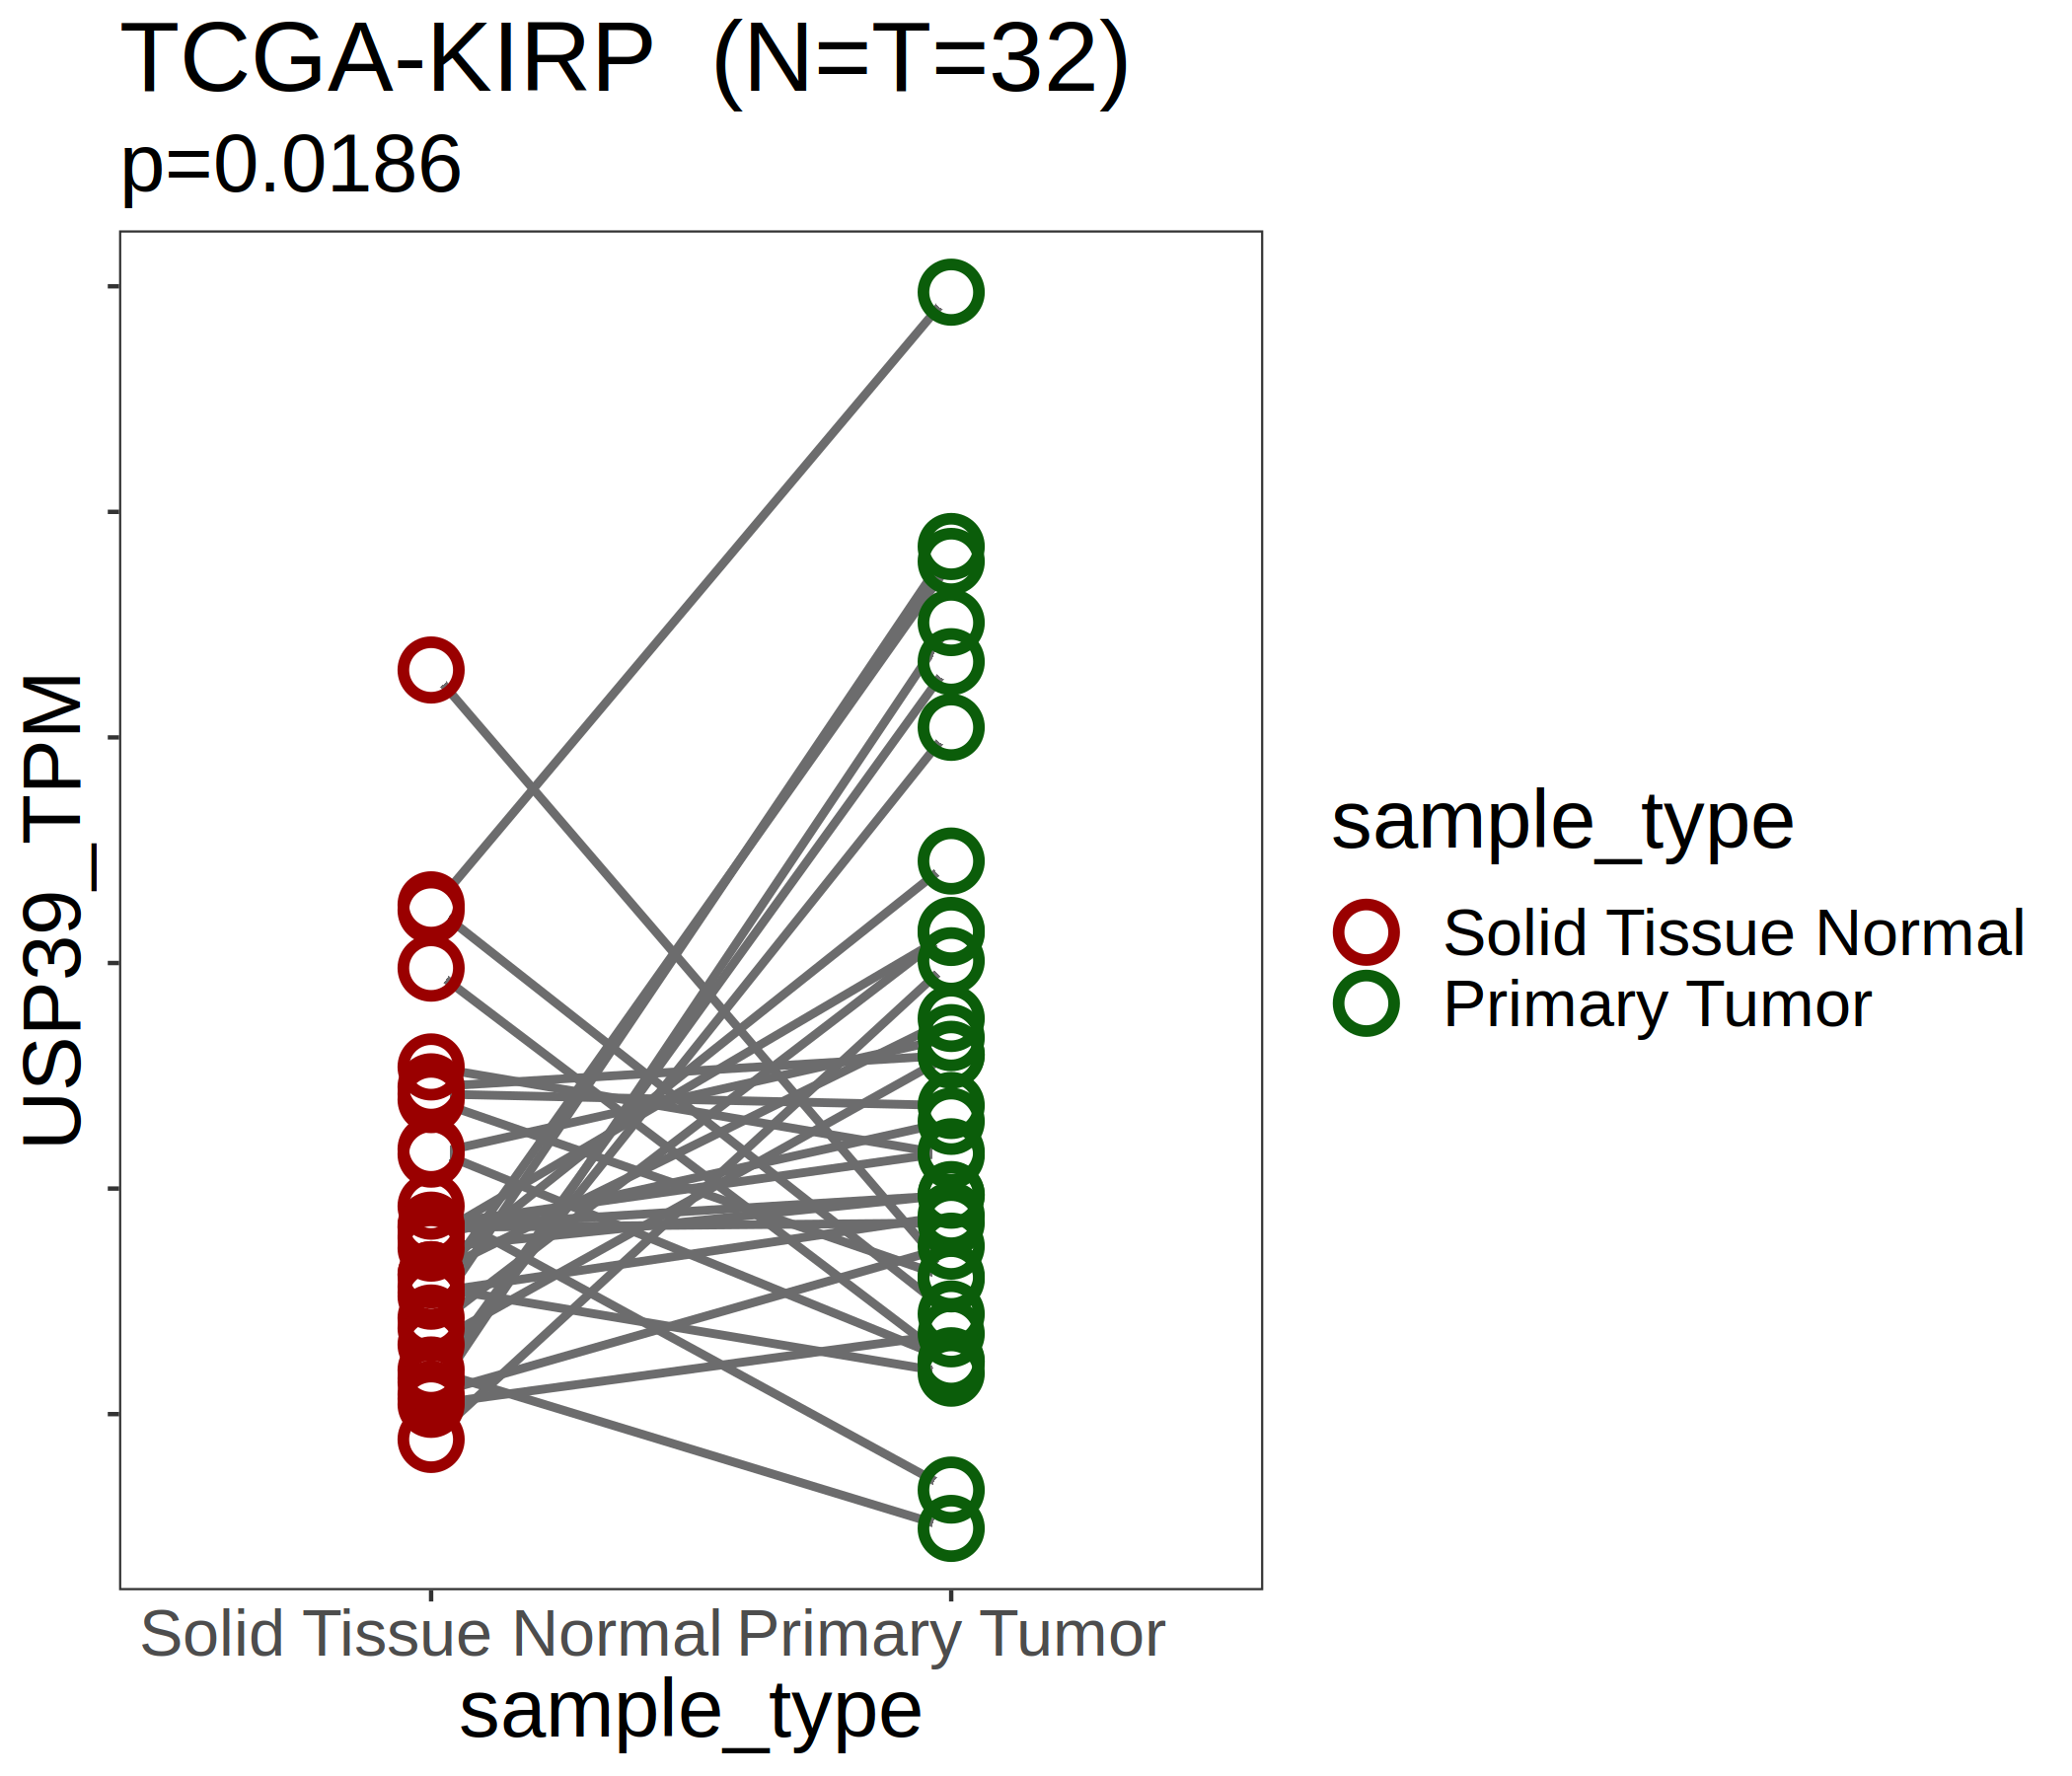 TCGA-KIRP  (N=T=32)
p=0.0186
USP39_TPM
sample_type
Solid Tissue Normal
Primary Tumor
Solid Tissue Normal Primary Tumor
sample_type